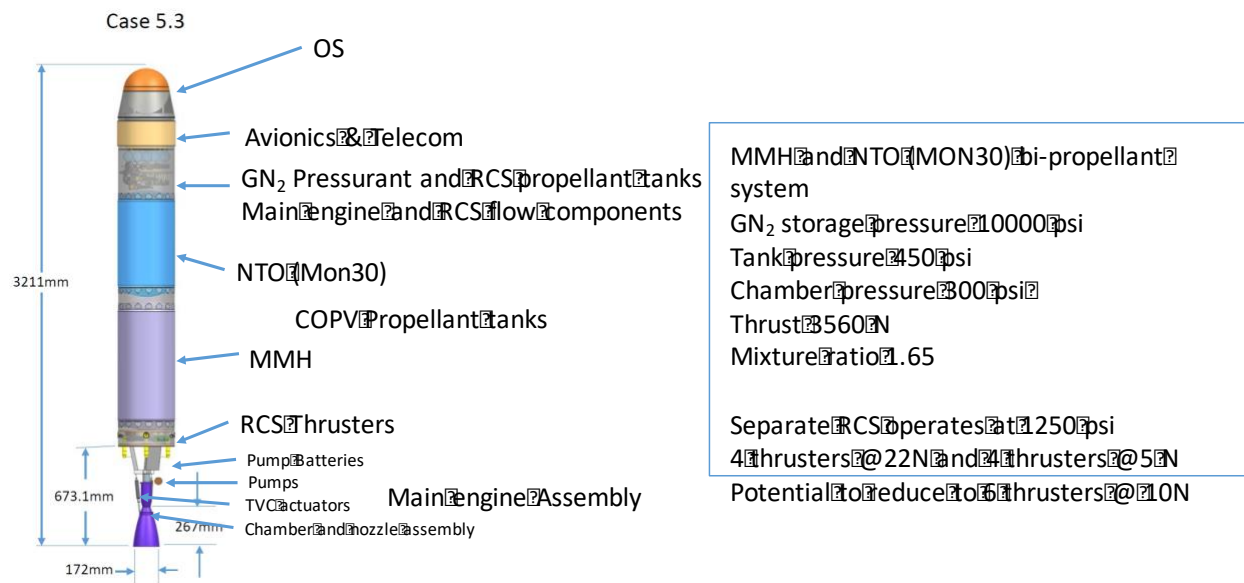 Case 5.3
OS
Avionics & Telecom
GN₂ Pressurant and RCS propellant tanks
Main engine and RCS flow components
3211mm
NTO (Mon30)
COPV Propellant tanks
MMH
RCS Thrusters
Pump Batteries
Pumps
673.1mm
TVC actuators
Main engine Assembly
267mm
Chamber and nozzle assembly
172mm
MMH and NTO (MON30) bi-propellant
system
GN₂ storage pressure 10000 psi
Tank pressure 450 psi
Chamber pressure 300 psi
Thrust 3560 N
Mixture ratio 1.65
Separate RCS operates at 1250 psi
4 thrusters @ 22N and 4 thrusters @ 5 N
Potential to reduce to 6 thrusters @ 10N